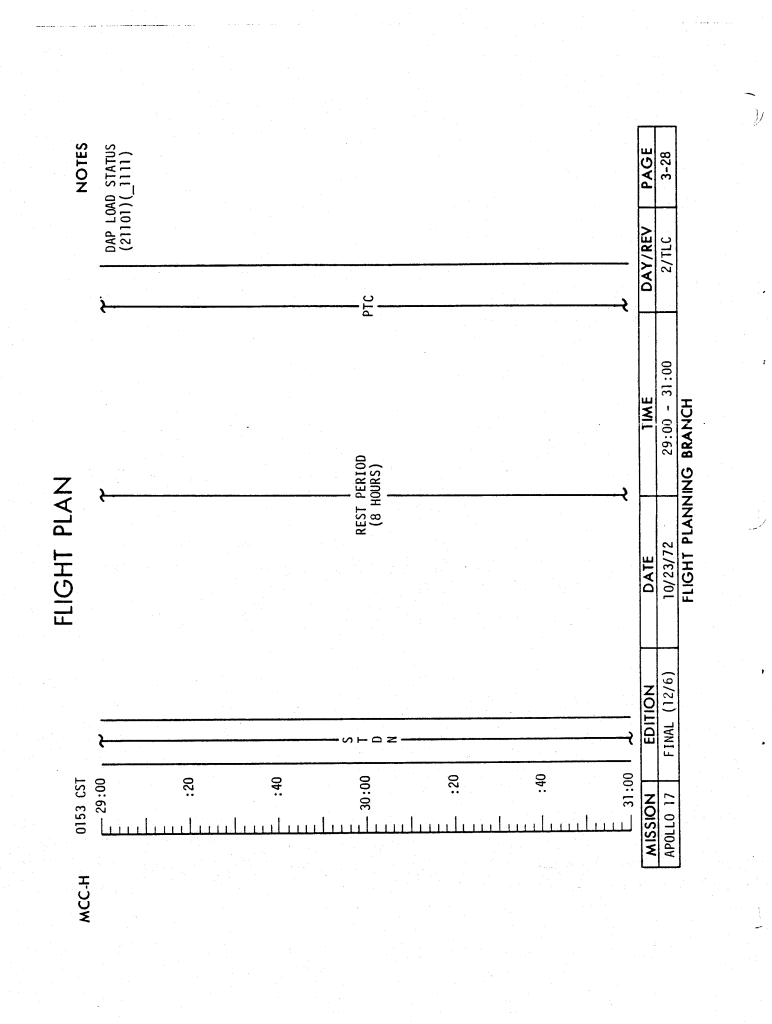 FLIGHT PLAN
MCC-H
0153 CST
NOTES
29:00
DAP LOAD STATUS
(21101)(_1111)
:20
:40
S
T
D
N
30:00
REST PERIOD
(8 HOURS)
PTC
:20
:40
31:00
MISSION EDITION DATE TIME DAY/REV PAGE
APOLLO 17 FINAL (12/6) 10/23/72 29:00 - 31:00 2/TLC 3-28
FLIGHT PLANNING BRANCH